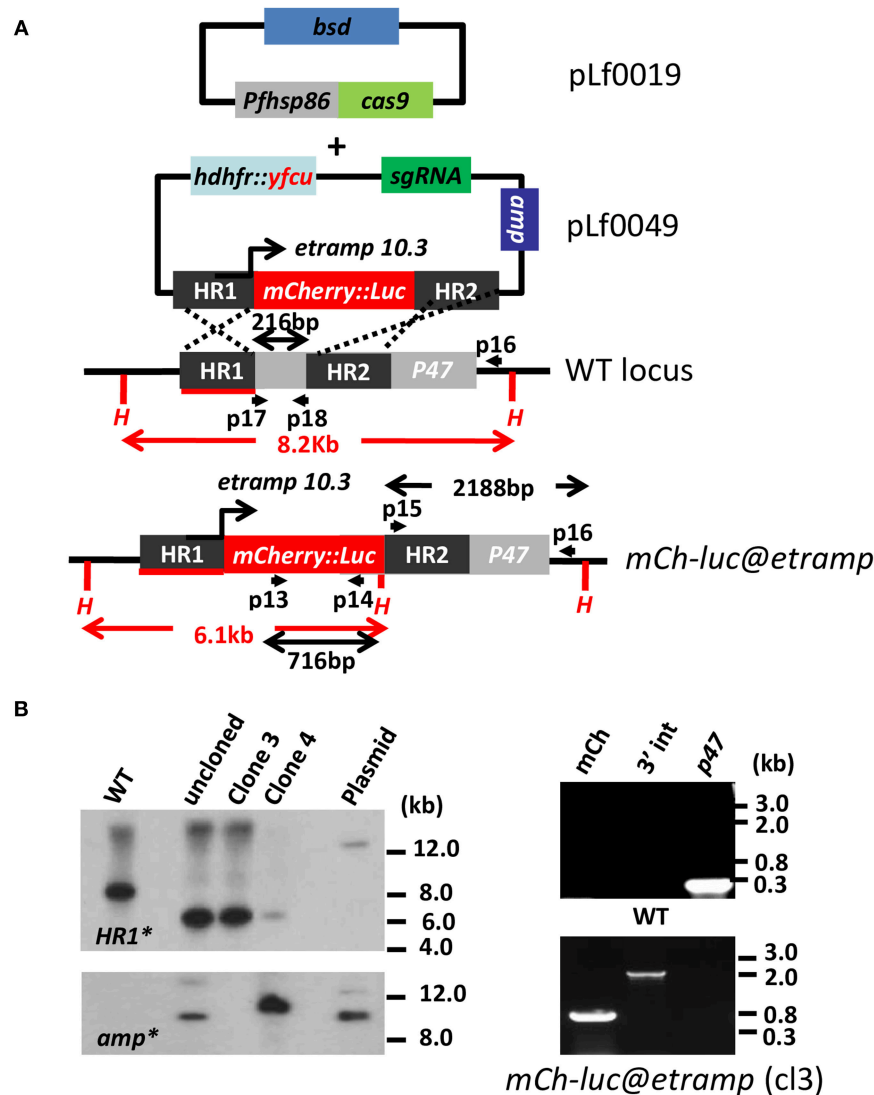 A
bsd
Pfhsp86 cas9
pLf0019
+
hdhfr::yfcu sgRNA
amp
pLf0049
etramp 10.3
HR1 mCherry::Luc HR2
216bp
p16
HR1 HR2 P47
WT locus
p17 p18
H H
8.2Kb
etramp 10.3
2188bp
p15
p16
HR1 mCherry::Luc HR2 P47
mCh-luc@etramp
p13 p14
H H H
6.1kb
716bp
B
WT uncloned Clone 3 Clone 4 Plasmid
(kb)
12.0
8.0
6.0
4.0
HR1*
12.0
8.0
amp*
mCh 3’ int p47
(kb)
3.0
2.0
0.8
0.3
WT
3.0
2.0
0.8
0.3
mCh-luc@etramp (cl3)